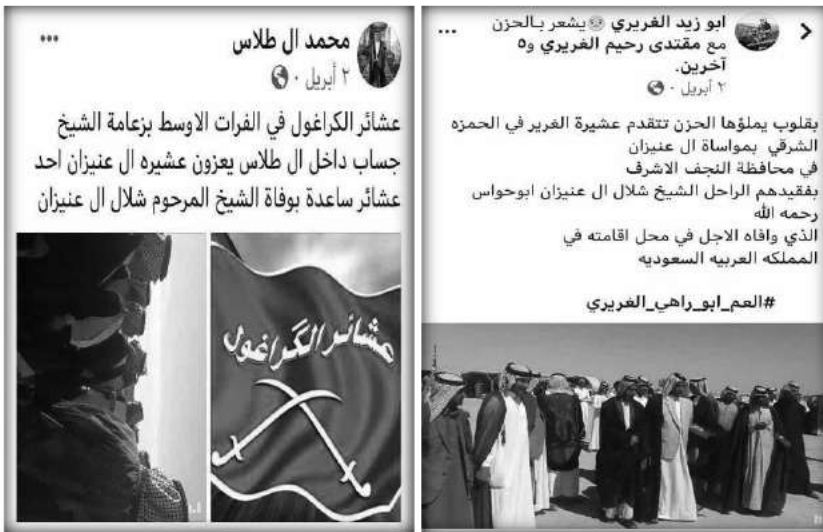 ابو زيد الغريري يشعر بـالحزن
مع مقتدى رحيم الغريري و٥
آخرين.
٢ أبريل
بقلوب يملؤها الحزن تتقدم عشيرة الغرير في الحمزه
الشرقي بمواساة ال عنيزان
في محافظة النجف الاشرف
بفقيدهم الراحل الشيخ شلال ال عنيزان ابوحواس
رحمه الله
الذي وافاه الاجل في محل اقامته في
المملكه العربيه السعوديه
#العم_ابو_راهي_الغريري
محمد ال طلاس
٢ أبريل
عشائر الكراغول في الفرات الاوسط بزعامة الشيخ
جساب داخل ال طلاس يعزون عشيره ال عنيزان احد
عشائر ساعدة بوفاة الشيخ المرحوم شلال ال عنيزان
عشائر الگراغول